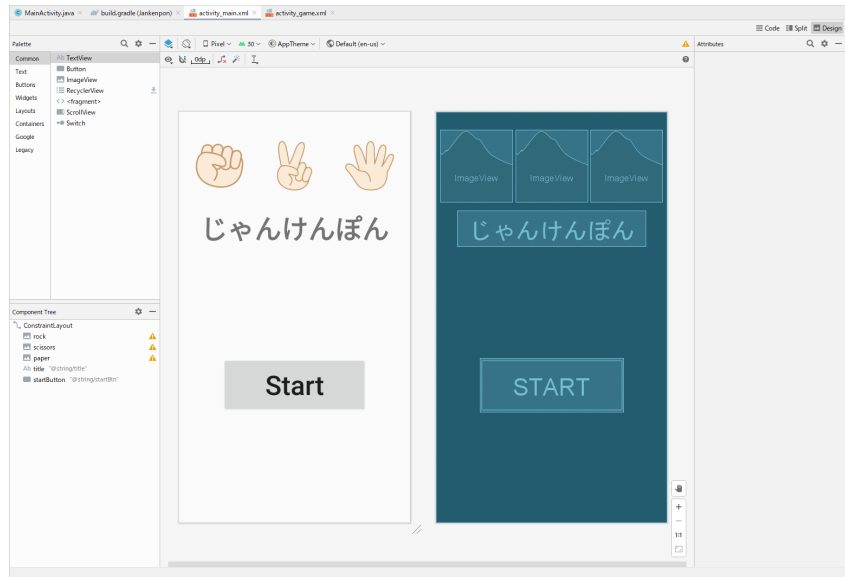 MainActivity.java
build.gradle (Jankenpon)
activity_main.xml
activity_game.xml
Code
Split
Design
Palette
Pixel
30
AppTheme
Default (en-us)
Attributes
Common
Text
Buttons
Widgets
Layouts
Containers
Google
Legacy
Ab TextView
Button
ImageView
RecyclerView
<> <fragment>
ScrollView
Switch
0dp
ImageView
ImageView
ImageView
じゃんけんぽん
じゃんけんぽん
Start
START
Component Tree
ConstraintLayout
rock
scissors
paper
Ab title "@string/title"
startButton "@string/startBtn"
1:1